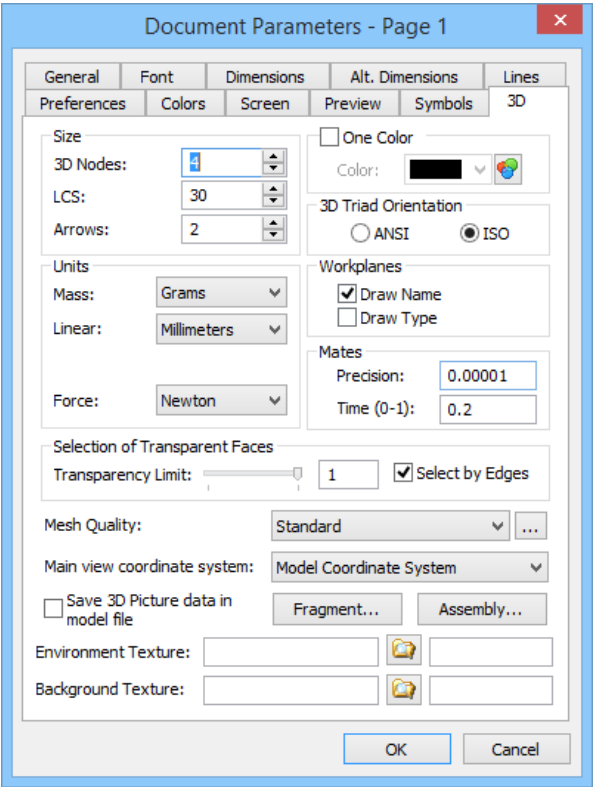 Document Parameters - Page 1
General Font Dimensions Alt. Dimensions Lines
Preferences Colors Screen Preview Symbols 3D
Size
3D Nodes: 4
LCS: 30
Arrows: 2
One Color
Color:
3D Triad Orientation
ANSI ISO
Units
Mass: Grams
Linear: Millimeters
Force: Newton
Workplanes
Draw Name
Draw Type
Mates
Precision: 0.00001
Time (0-1): 0.2
Selection of Transparent Faces
Transparency Limit: 1 Select by Edges
Mesh Quality: Standard ...
Main view coordinate system: Model Coordinate System
Save 3D Picture data in
model file
Fragment... Assembly...
Environment Texture:
Background Texture:
OK Cancel